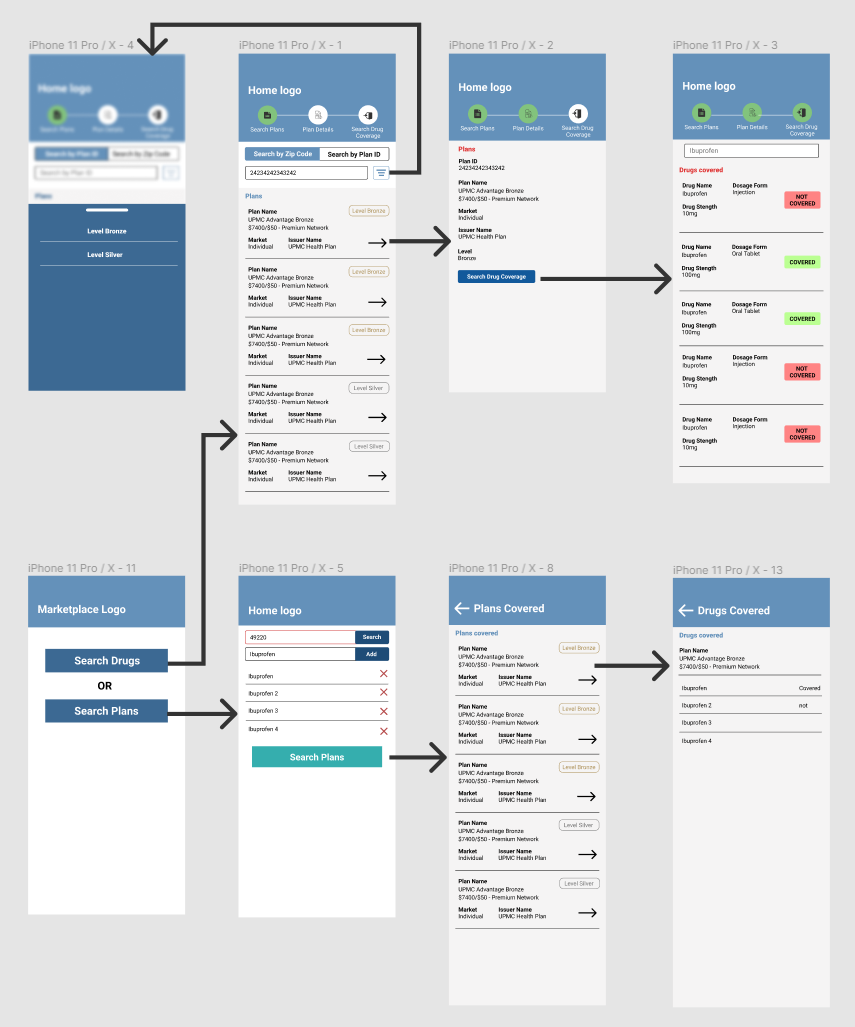 iPhone 11 Pro / X - 4
Home logo
Search Plans
Plan Details
Search Drug
Coverage
Search by Plan ID
Search by Zip Code
Search by Plan ID
Plans
Level Bronze
Level Silver
iPhone 11 Pro / X - 1
Home logo
Search Plans
Plan Details
Search Drug
Coverage
Search by Zip Code
Search by Plan ID
24234242343242
Plans
Plan Name
Level Bronze
UPMC Advantage Bronze
$7400/$50 - Premium Network
Market Issuer Name
Individual UPMC Health Plan
Plan Name
Level Bronze
UPMC Advantage Bronze
$7400/$50 - Premium Network
Market Issuer Name
Individual UPMC Health Plan
Plan Name
Level Bronze
UPMC Advantage Bronze
$7400/$50 - Premium Network
Market Issuer Name
Individual UPMC Health Plan
Plan Name
Level Silver
UPMC Advantage Bronze
$7400/$50 - Premium Network
Market Issuer Name
Individual UPMC Health Plan
Plan Name
Level Silver
UPMC Advantage Bronze
$7400/$50 - Premium Network
Market Issuer Name
Individual UPMC Health Plan
iPhone 11 Pro / X - 2
Home logo
Search Plans
Plan Details
Search Drug
Coverage
Plans
Plan ID
24234242343242
Plan Name
UPMC Advantage Bronze
$7400/$50 - Premium Network
Market
Individual
Issuer Name
UPMC Health Plan
Level
Bronze
Search Drug Coverage
iPhone 11 Pro / X - 3
Home logo
Search Plans
Plan Details
Search Drug
Coverage
Ibuprofen
Drugs covered
Drug Name Dosage Form
Ibuprofen Injection
Drug Stength
10mg
NOT
COVERED
Drug Name Dosage Form
Ibuprofen Oral Tablet
Drug Stength
100mg
COVERED
Drug Name Dosage Form
Ibuprofen Oral Tablet
Drug Stength
100mg
COVERED
Drug Name Dosage Form
Ibuprofen Injection
Drug Stength
10mg
NOT
COVERED
Drug Name Dosage Form
Ibuprofen Injection
Drug Stength
10mg
NOT
COVERED
iPhone 11 Pro / X - 11
Marketplace Logo
Search Drugs
OR
Search Plans
iPhone 11 Pro / X - 5
Home logo
49220 Search
Ibuprofen Add
Ibuprofen
Ibuprofen 2
Ibuprofen 3
Ibuprofen 4
Search Plans
iPhone 11 Pro / X - 8
Plans Covered
Plans covered
Plan Name
Level Bronze
UPMC Advantage Bronze
$7400/$50 - Premium Network
Market Issuer Name
Individual UPMC Health Plan
Plan Name
Level Bronze
UPMC Advantage Bronze
$7400/$50 - Premium Network
Market Issuer Name
Individual UPMC Health Plan
Plan Name
Level Bronze
UPMC Advantage Bronze
$7400/$50 - Premium Network
Market Issuer Name
Individual UPMC Health Plan
Plan Name
Level Silver
UPMC Advantage Bronze
$7400/$50 - Premium Network
Market Issuer Name
Individual UPMC Health Plan
Plan Name
Level Silver
UPMC Advantage Bronze
$7400/$50 - Premium Network
Market Issuer Name
Individual UPMC Health Plan
iPhone 11 Pro / X - 13
Drugs Covered
Drugs covered
Plan Name
UPMC Advantage Bronze
$7400/$50 - Premium Network
Ibuprofen Covered
Ibuprofen 2 not
Ibuprofen 3
Ibuprofen 4